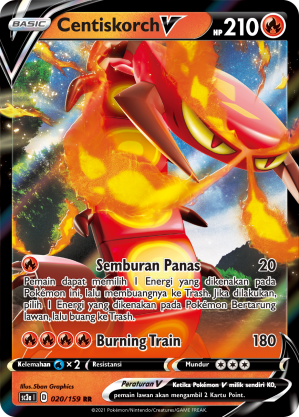 BASIC
Centiskorch V HP 210
Semburan Panas 20
Pemain dapat memilih 1 Energi yang dikenakan pada
Pokémon Ini, lalu membuangnya ke Trash. Jika dilakukan,
pilih 1 Energi yang dikenakan pada Pokémon Bertarung
lawan, lalu buang ke Trash.
Burning Train 180
Kelemahan × 2 Resistansi Mundur
Illus. 5ban Graphics
Peraturan V Ketika Pokémon V milik sendiri KO,
pemain lawan akan mengambil 2 Kartu Point.
sc3a I D 020/159 RR
©2021 Pokémon/Nintendo/Creatures/GAME FREAK.